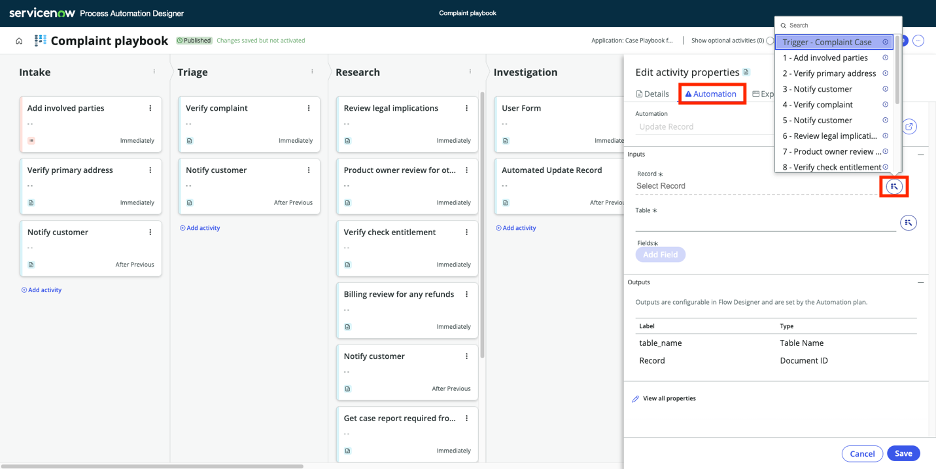 servicenow Process Automation Designer
Complaint playbook
Complaint playbook
Published
Changes saved but not activated
Application: Case Playbook f...
Show optional activities (0)
Intake
Add involved parties
--
Immediately
Verify primary address
--
Immediately
Notify customer
--
After Previous
Add activity
Triage
Verify complaint
--
Immediately
Notify customer
--
After Previous
Add activity
Research
Review legal implications
--
Immediately
Product owner review for ot...
--
Immediately
Verify check entitlement
--
Immediately
Billing review for any refunds
--
Immediately
Notify customer
--
After Previous
Get case report required fro...
--
Immediately
Investigation
User Form
--
Immediately
Automated Update Record
--
After Previou
Add activity
Edit activity properties
Details
Automation
Exp
Automation
Update Record
Inputs
Record *
Select Record
Table *
Fields*
Add Field
Outputs
Outputs are configurable in Flow Designer and are set by the Automation plan.
Label Type
table_name Table Name
Record Document ID
View all properties
Cancel
Save
Search
Trigger - Complaint Case
1 - Add involved parties
2 - Verify primary address
3 - Notify customer
4 - Verify complaint
5 - Notify customer
6 - Review legal implicati...
7 - Product owner review ...
8 - Verify check entitlement